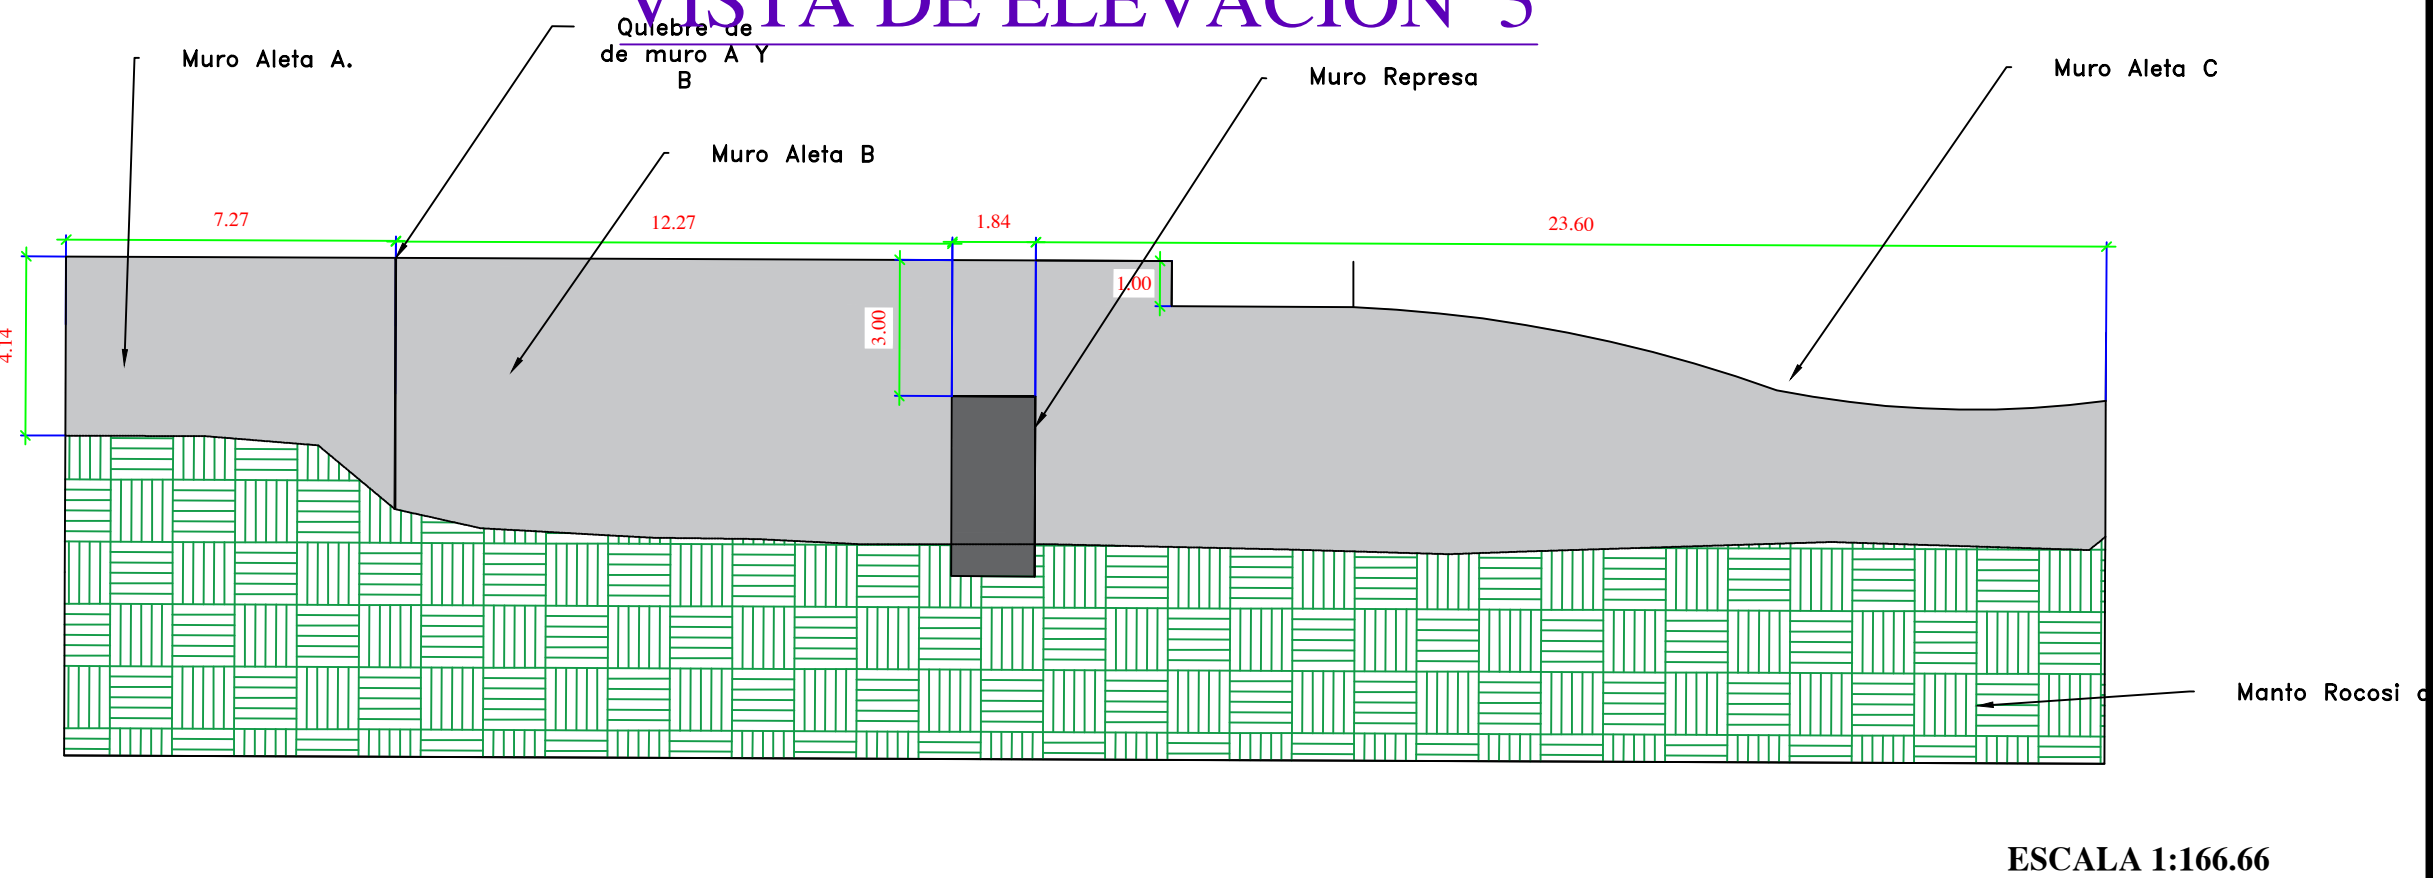 VISTA DE ELEVACION 3
Quiebre de
de muro A Y
B
Muro Aleta A.
Muro Represa
Muro Aleta C
Muro Aleta B
7.27
12.27
1.84
23.60
1.00
3.00
4.14
Manto Rocosi
ESCALA 1:166.66